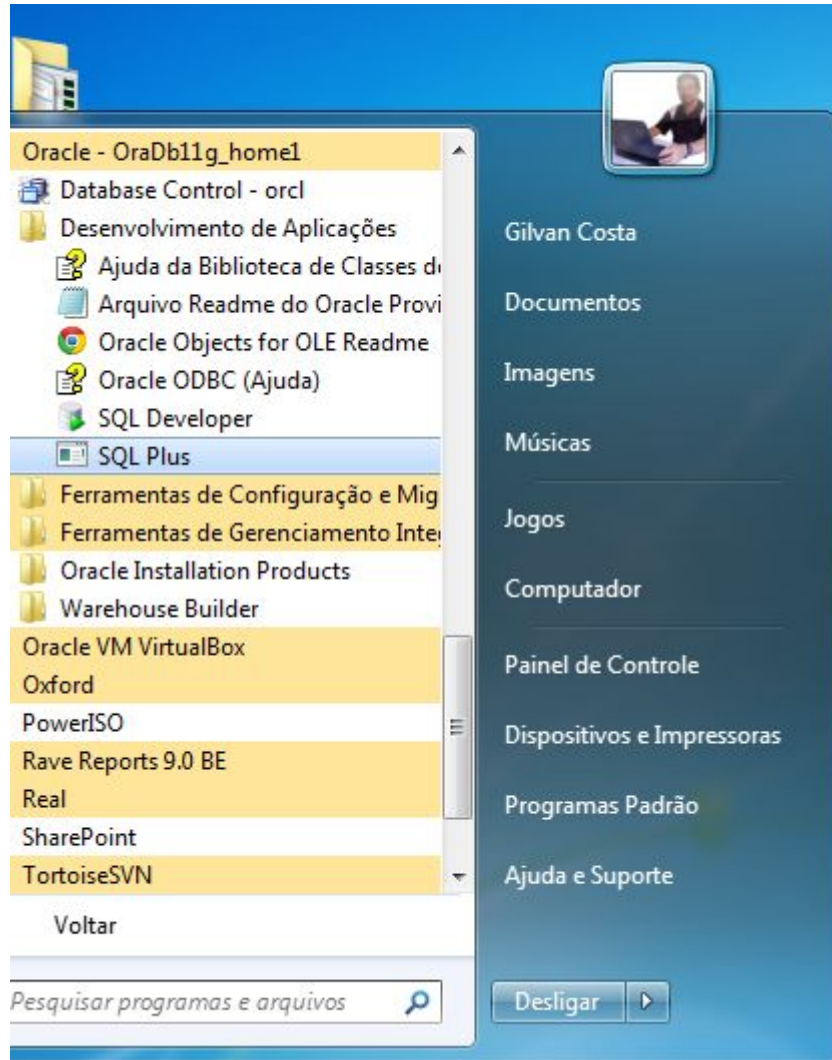 Oracle - OraDb11g_home1
Database Control - orcl
Desenvolvimento de Aplicações
Ajuda da Biblioteca de Classes d
Arquivo Readme do Oracle Provi
Oracle Objects for OLE Readme
Oracle ODBC (Ajuda)
SQL Developer
SQL Plus
Ferramentas de Configuração e Mig
Ferramentas de Gerenciamento Inte
Oracle Installation Products
Warehouse Builder
Oracle VM VirtualBox
Oxford
PowerISO
Rave Reports 9.0 BE
Real
SharePoint
TortoiseSVN
Voltar
Pesquisar programas e arquivos
Gilvan Costa
Documentos
Imagens
Músicas
Jogos
Computador
Painel de Controle
Dispositivos e Impressoras
Programas Padrão
Ajuda e Suporte
Desligar